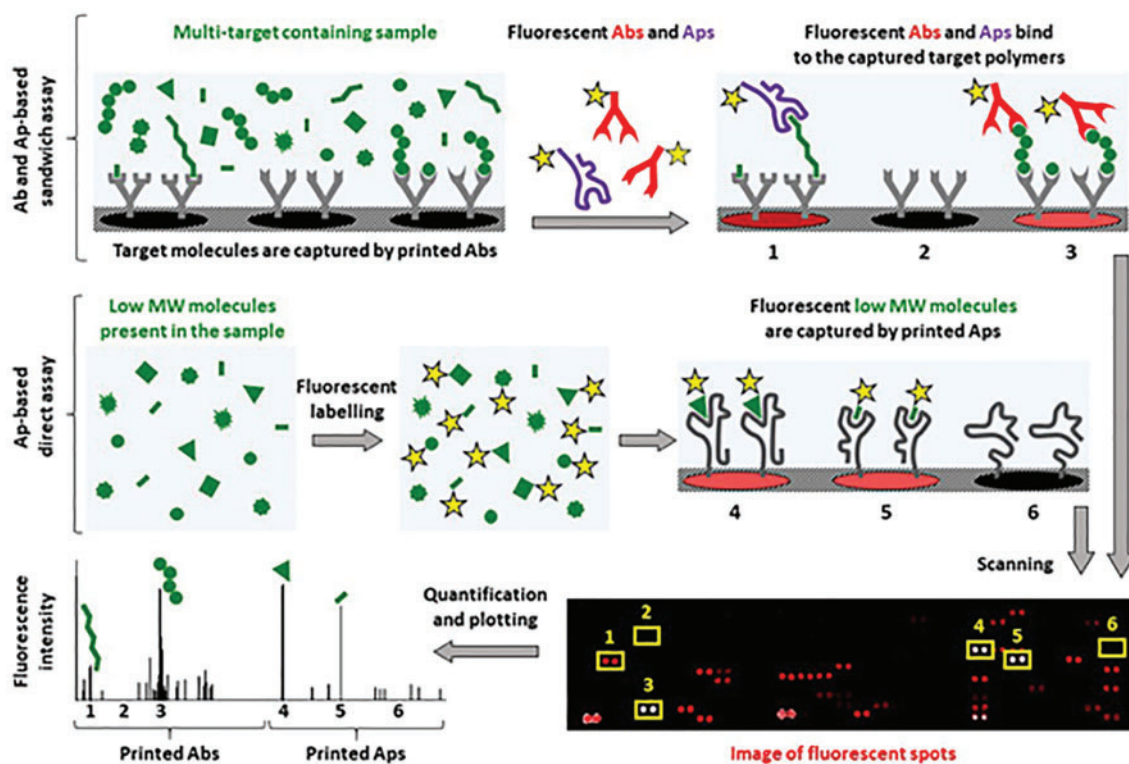 Ab and Ap-based
sandwich assay
Multi-target containing sample
Target molecules are captured by printed Abs
Fluorescent Abs and Aps
Fluorescent Abs and Aps bind
to the captured target polymers
1 2 3
Ap-based
direct assay
Low MW molecules
present in the sample
Fluorescent
labelling
Fluorescent low MW molecules
are captured by printed Aps
4 5 6
Scanning
Fluorescence
intensity
1 2 3 4 5 6
Printed Abs Printed Aps
Quantification
and plotting
1 2 3 4 5 6
Image of fluorescent spots